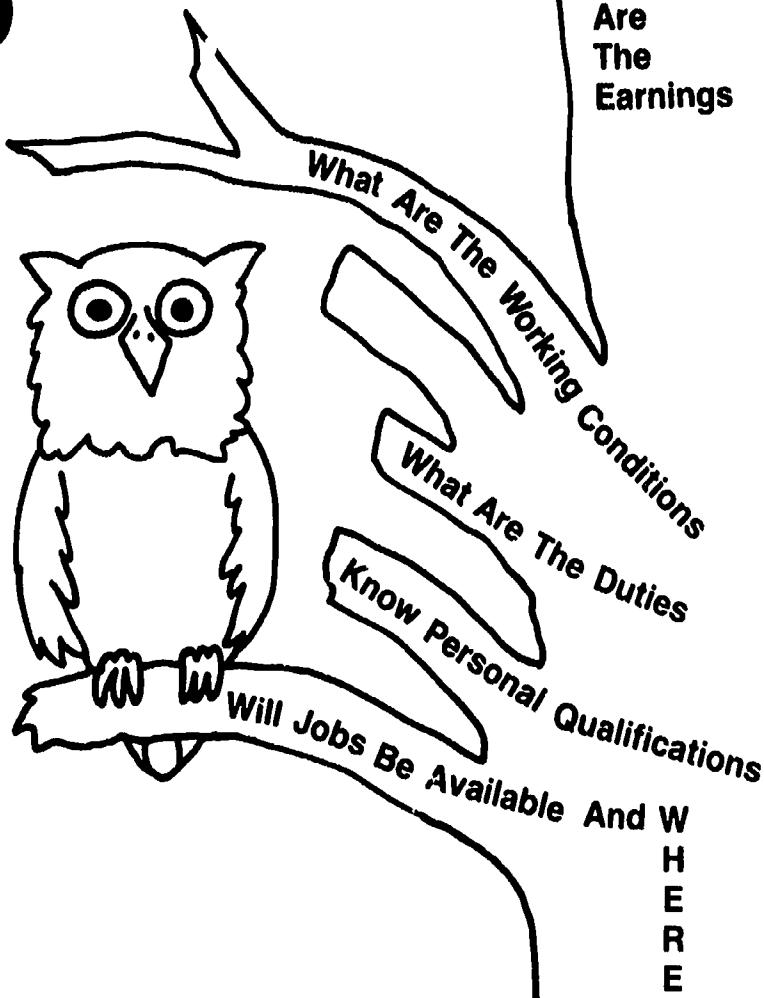 Are
The
Earnings
What Are The Working Conditions
What Are The Duties
Know Personal Qualifications
Will Jobs Be Available And WHERE